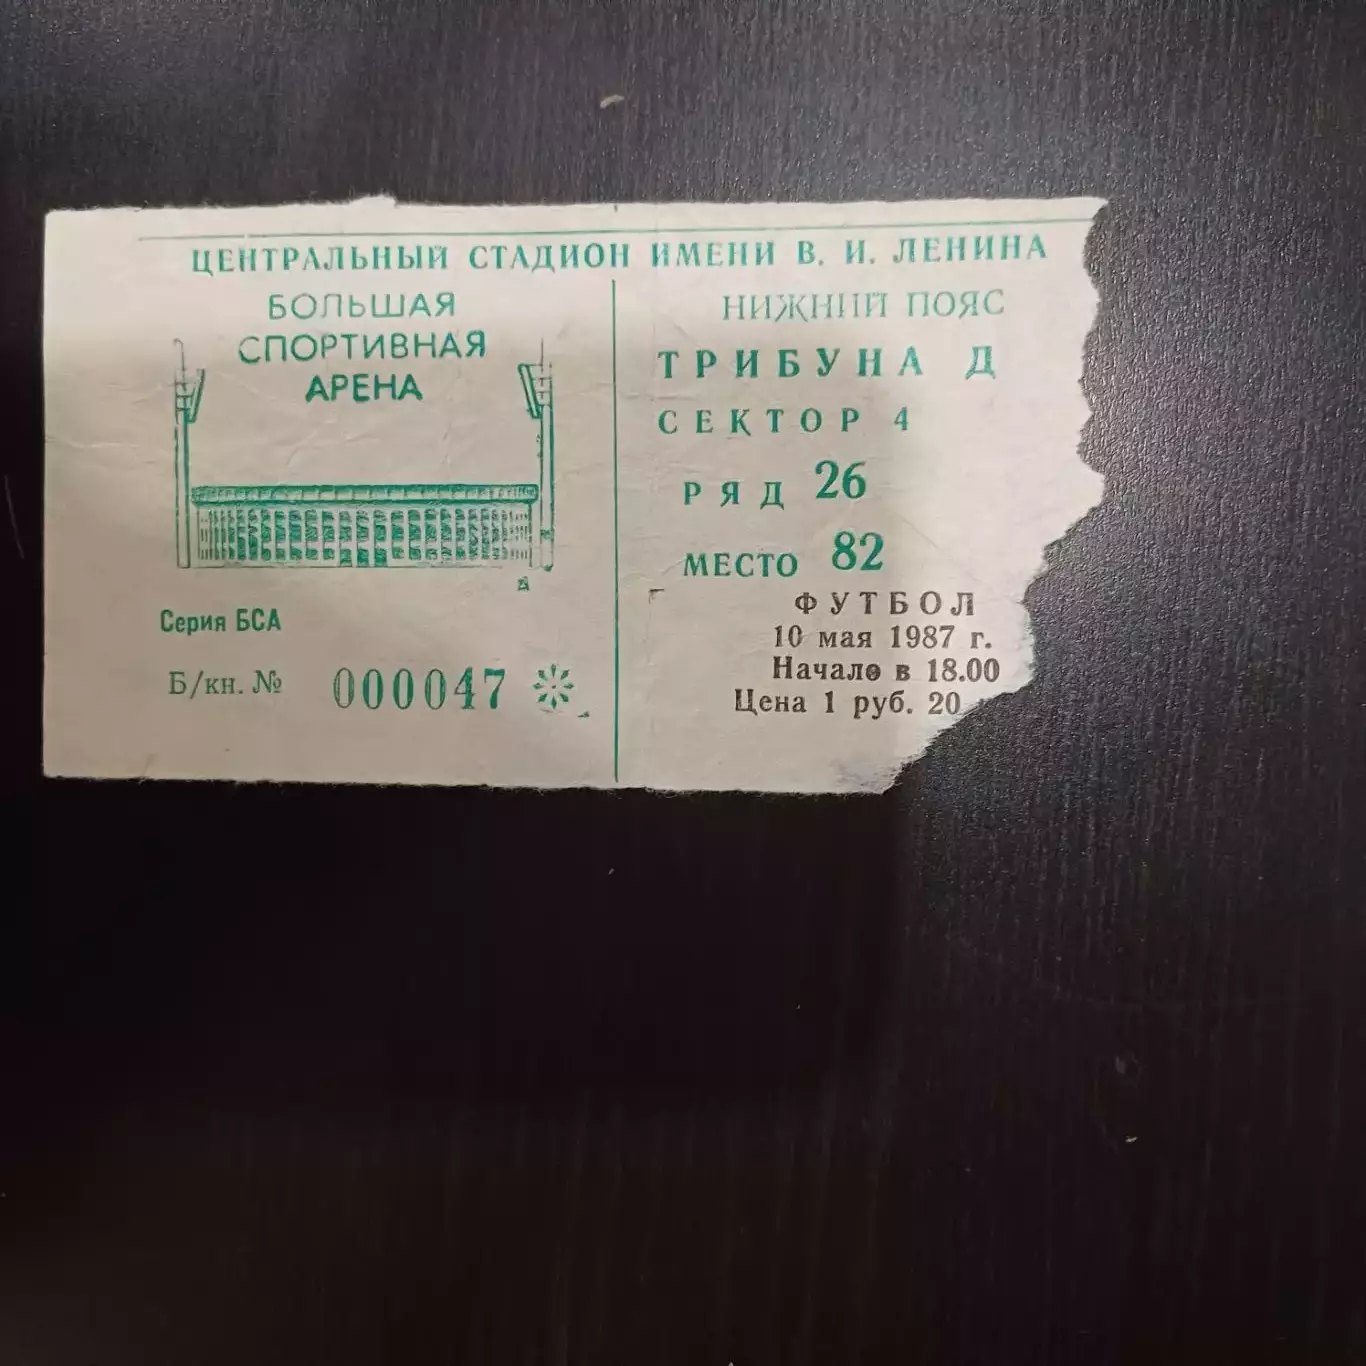 ЦЕНТРАЛЬНЫЙ СТАДИОН ИМЕНИ В. И. ЛЕНИНА
БОЛЬШАЯ
СПОРТИВНАЯ
АРЕНА
Серия БСА
Б/кн. № 000047
НИЖНИЙ ПОЯС
ТРИБУНА Д
СЕКТОР 4
РЯД 26
МЕСТО 82
ФУТБОЛ
10 мая 1987 г.
Начало в 18.00
Цена 1 руб. 20